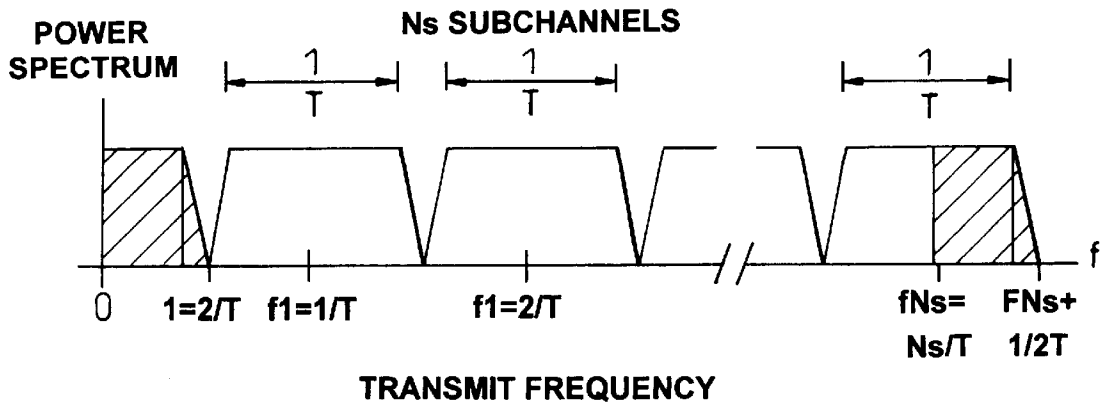 Ns SUBCHANNELS
POWER
SPECTRUM
1
T
1
T
1
T
f
0
1=2/T
f1=1/T
f1=2/T
fNs=
Ns/T
FNs+
1/2T
TRANSMIT FREQUENCY